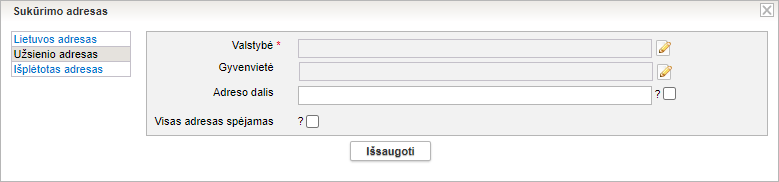 Sukūrimo adresas
Lietuvos adresas
Užsienio adresas
Išplėtotas adresas
Valstybė *
Gyvenvietė
Adreso dalis ?
Visas adresas spėjamas ?
Išsaugoti